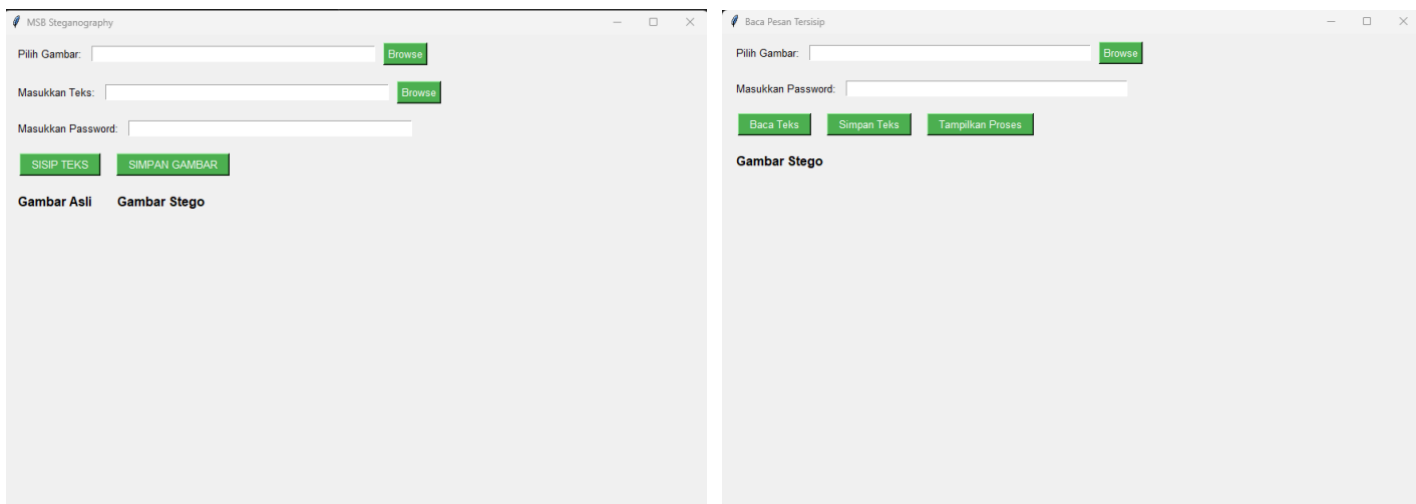 MSB Steganography
Pilih Gambar: Browse
Masukkan Teks: Browse
Masukkan Password:
SISIP TEKS SIMPAN GAMBAR
Gambar Asli Gambar Stego
Baca Pesan Tersisip
Pilih Gambar: Browse
Masukkan Password:
Baca Teks Simpan Teks Tampilkan Proses
Gambar Stego